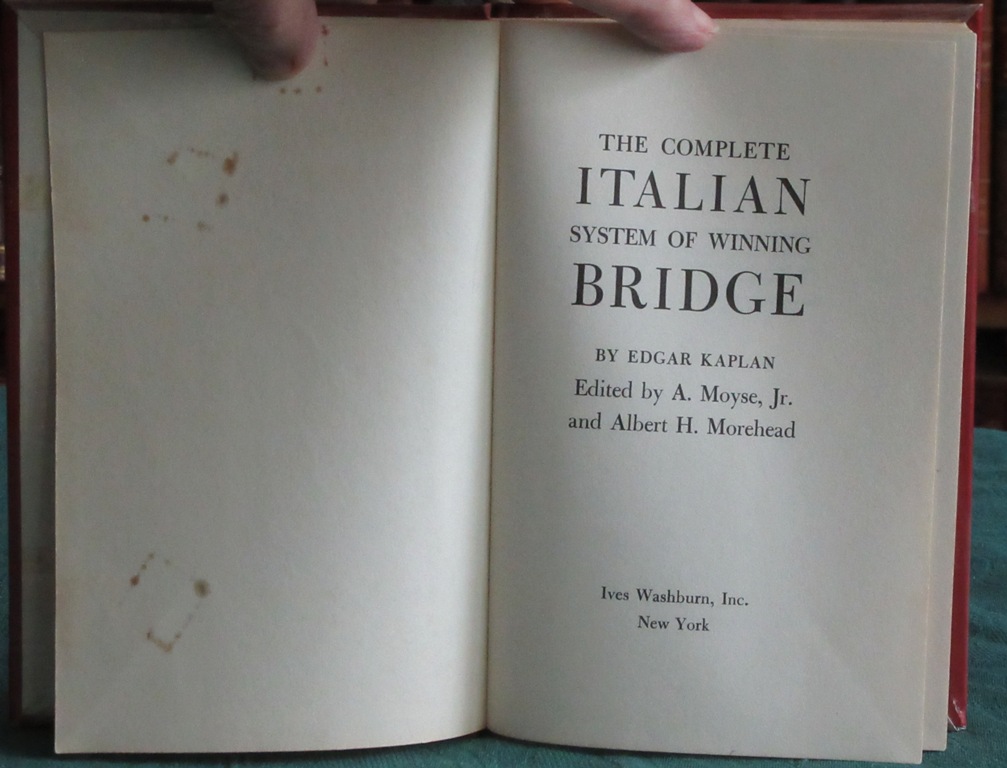 THE COMPLETE
ITALIAN
SYSTEM OF WINNING
BRIDGE
BY EDGAR KAPLAN
Edited by A. Moyse, Jr.
and Albert H. Morehead
Ives Washburn, Inc.
New York